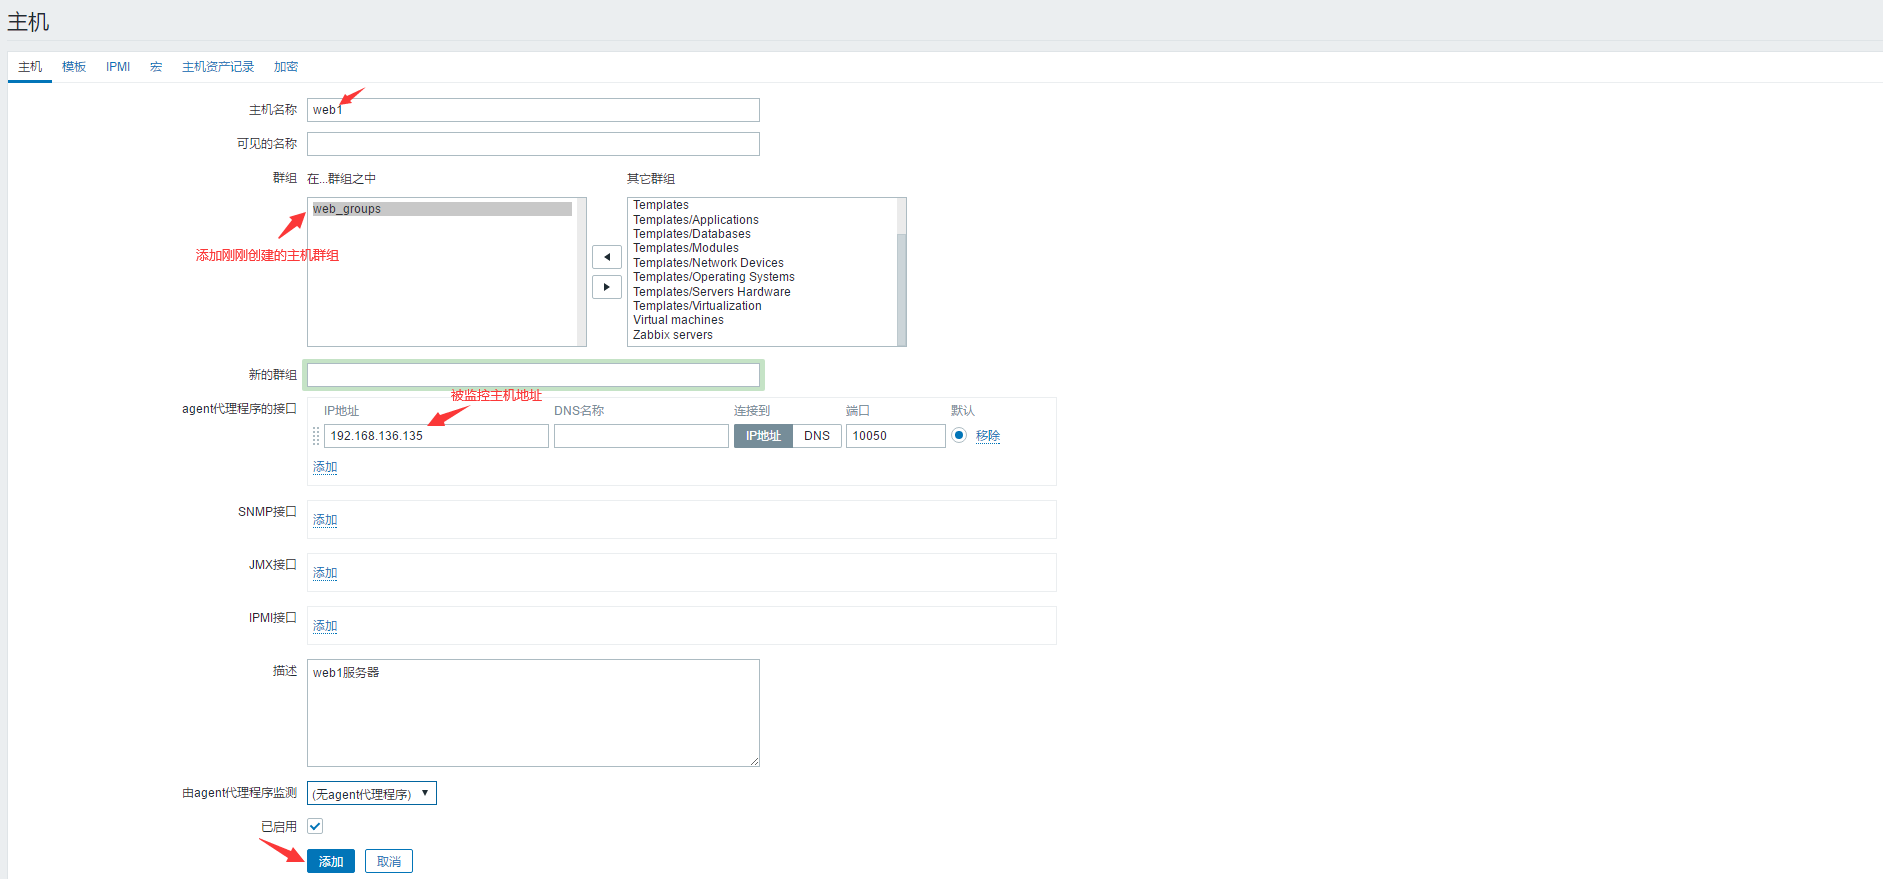 主机
主机 模板 IPMI 宏 主机资产记录 加密
主机名称 web1
可见的名称
群组 在...群组之中 其它群组
web_groups
添加刚刚创建的主机群组
Templates
Templates/Applications
Templates/Databases
Templates/Modules
Templates/Network Devices
Templates/Operating Systems
Templates/Servers Hardware
Templates/Virtualization
Virtual machines
Zabbix servers
新的群组
被监控主机地址
agent代理程序的接口 IP地址 DNS名称 连接到 端口 默认
192.168.136.135 IP地址 DNS 10050 移除
添加
SNMP接口 添加
JMX接口 添加
IPMI接口 添加
描述 web1服务器
由agent代理程序监测 (无agent代理程序)
已启用
添加 取消